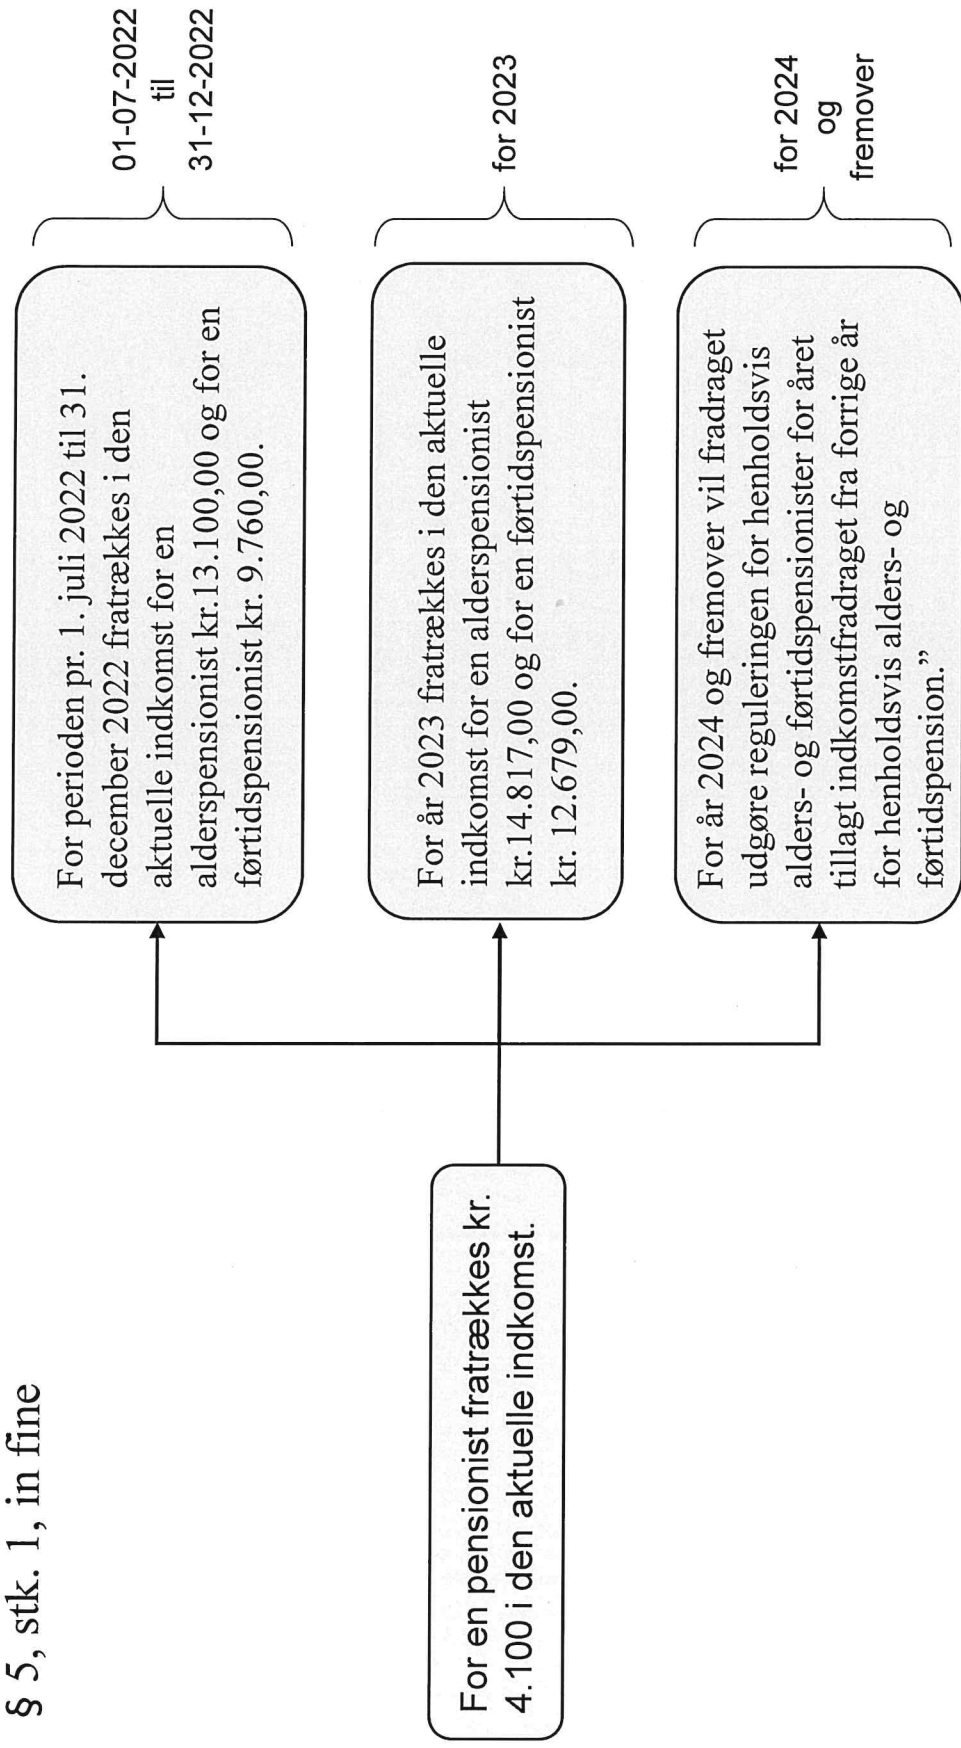 § 5, stk. 1, in fine
For en pensionist fratrækkes kr.
4.100 i den aktuelle indkomst.
For perioden pr. 1. juli 2022 til 31.
december 2022 fratrækkes i den
aktuelle indkomst for en
alderspensionist kr.13.100,00 og for en
førtidspensionist kr. 9.760,00.
01-07-2022
til
31-12-2022
For år 2023 fratrækkes i den aktuelle
indkomst for en alderspensionist
kr.14.817,00 og for en førtidspensionist
kr. 12.679,00.
for 2023
For år 2024 og fremover vil fradraget
udgøre reguleringen for henholdsvis
alders- og førtidspensionister for året
tillagt indkomstfradraget fra forrige år
for henholdsvis alders- og
førtidspension.”
for 2024
og
fremover